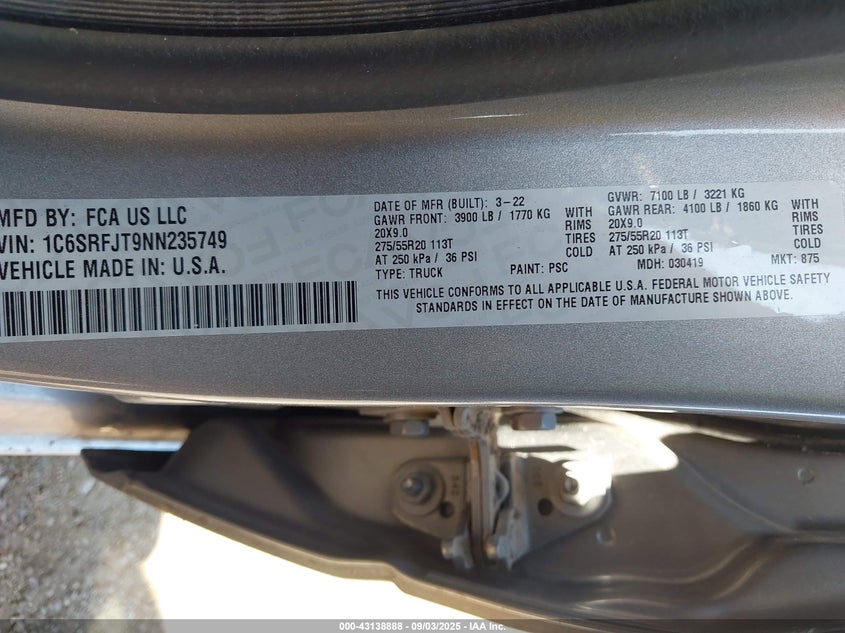 MFD BY: FCA US LLC
VIN: 1C6SRFJT9NN235749
VEHICLE MADE IN: U.S.A.
DATE OF MFR (BUILT): 3-22
GAWR FRONT: 3900 LB / 1770 KG
20X9.0 RIMS
275/55R20 113T TIRES
AT 250 kPa / 36 PSI COLD
TYPE: TRUCK PAINT: PSC
GVWR: 7100 LB / 3221 KG
GAWR REAR: 4100 LB / 1860 KG
20X9.0 RIMS
275/55R20 113T TIRES
AT 250 kPa / 36 PSI COLD
MDH: 030419 MKT: 875
THIS VEHICLE CONFORMS TO ALL APPLICABLE U.S.A. FEDERAL MOTOR VEHICLE SAFETY
STANDARDS IN EFFECT ON THE DATE OF MANUFACTURE SHOWN ABOVE.
000-43138888 - 09/03/2025 - IAA Inc.